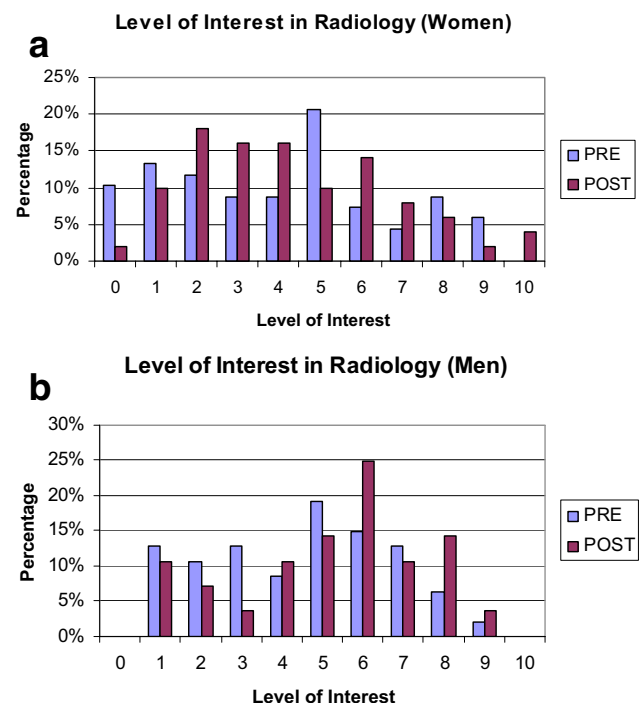 Level of Interest in Radiology (Women)
a
25%
20%
15%
10%
5%
0%
Percentage
0 1 2 3 4 5 6 7 8 9 10
Level of Interest
PRE
POST
Level of Interest in Radiology (Men)
b
30%
25%
20%
15%
10%
5%
0%
Percentage
0 1 2 3 4 5 6 7 8 9 10
Level of Interest
PRE
POST